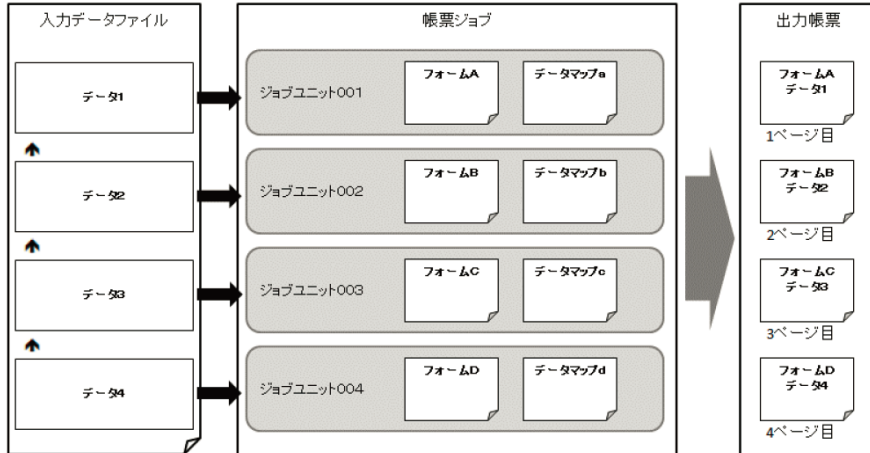 入力データファイル
帳票ジョブ
出力帳票
データ1
ジョブユニット001
フォームA
データマップa
フォームA
データ1
1ページ目
データ2
ジョブユニット002
フォームB
データマップb
フォームB
データ2
2ページ目
データ3
ジョブユニット003
フォームC
データマップc
フォームC
データ3
3ページ目
データ4
ジョブユニット004
フォームD
データマップd
フォームD
データ4
4ページ目